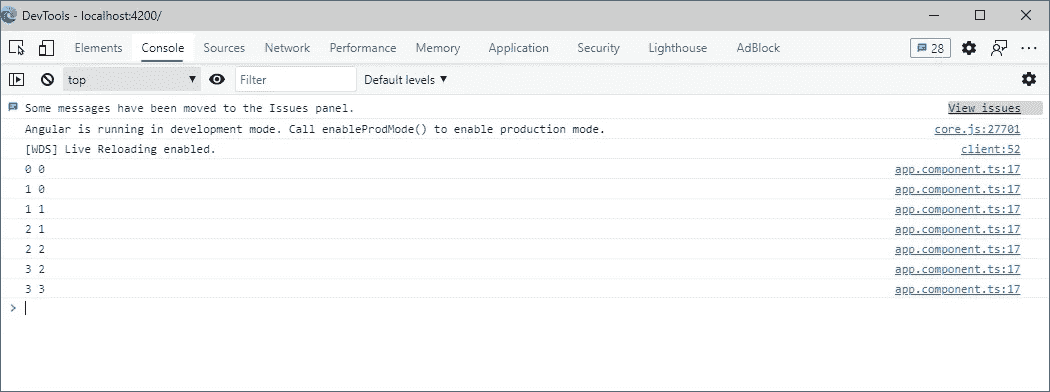 DevTools - localhost:4200/
Elements Console Sources Network Performance Memory Application Security Lighthouse AdBlock 28
top Filter Default levels
Some messages have been moved to the Issues panel. View issues
Angular is running in development mode. Call enableProdMode() to enable production mode. core.js:27701
[WDS] Live Reloading enabled. client:52
0 0 app.component.ts:17
1 0 app.component.ts:17
1 1 app.component.ts:17
2 1 app.component.ts:17
2 2 app.component.ts:17
3 2 app.component.ts:17
3 3 app.component.ts:17
>